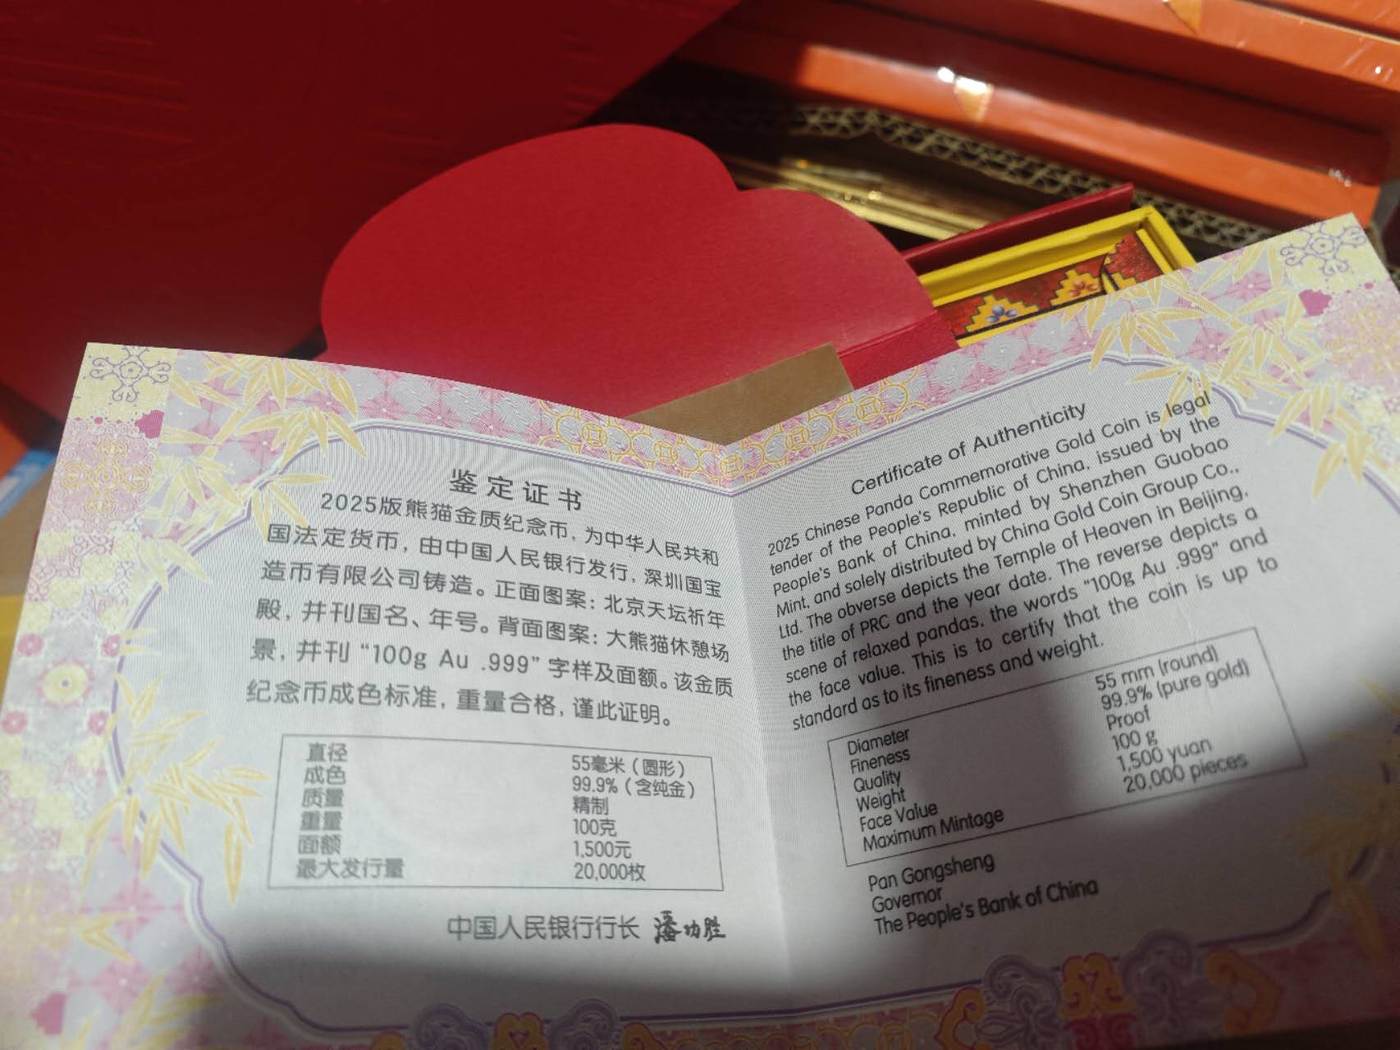 鉴定证书
2025版熊猫金质纪念币，为中华人民共和
国法定货币，由中国人民银行发行，深圳国宝
造币有限公司铸造。正面图案：北京天坛祈年
殿，并刊国名、年号。背面图案：大熊猫休憩场
景，并刊“100g Au .999”字样及面额。该金质
纪念币成色标准，重量合格，谨此证明。
直径 55毫米（圆形）
成色 99.9%（含纯金）
质量 精制
重量 100克
面额 1,500元
最大发行量 20,000枚
中国人民银行行长 潘功胜
Certificate of Authenticity
2025 Chinese Panda Commemorative Gold Coin is legal
tender of the People's Republic of China, issued by the
People's Bank of China, minted by Shenzhen Guobao
Mint, and solely distributed by China Gold Coin Group Co.,
Ltd. The obverse depicts the Temple of Heaven in Beijing,
the title of PRC and the year date. The reverse depicts a
scene of relaxed pandas, the words "100g Au .999" and
the face value. This is to certify that the coin is up to
standard as to its fineness and weight.
Diameter 55 mm (round)
Fineness 99.9% (pure gold)
Quality Proof
Weight 100 g
Face Value 1,500 yuan
Maximum Mintage 20,000 pieces
Pan Gongsheng
Governor
The People's Bank of China